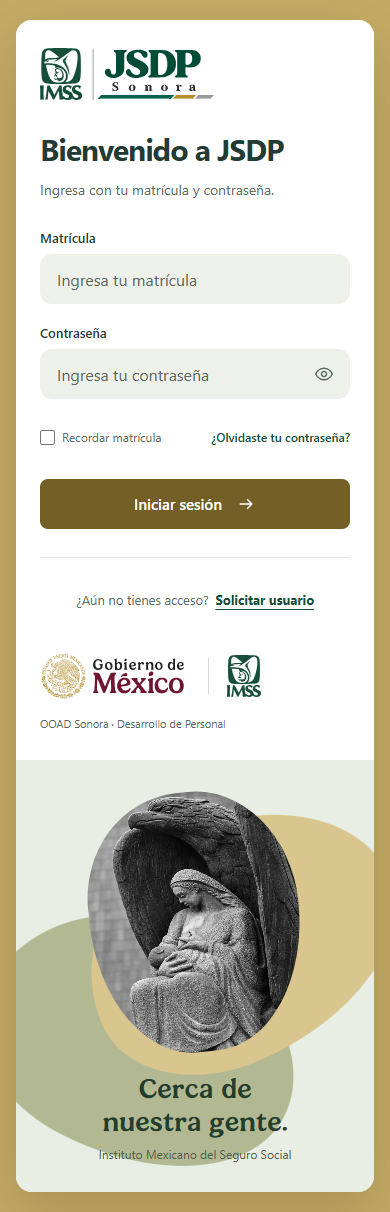 IMSS
JSDP
Sonora
Bienvenido a JSDP
Ingresa con tu matrícula y contraseña.
Matrícula
Ingresa tu matrícula
Contraseña
Ingresa tu contraseña
Recordar matrícula
¿Olvidaste tu contraseña?
Iniciar sesión →
¿Aún no tienes acceso? Solicitar usuario
Gobierno de
México
IMSS
OOAD Sonora · Desarrollo de Personal
Cerca de
nuestra gente.
Instituto Mexicano del Seguro Social